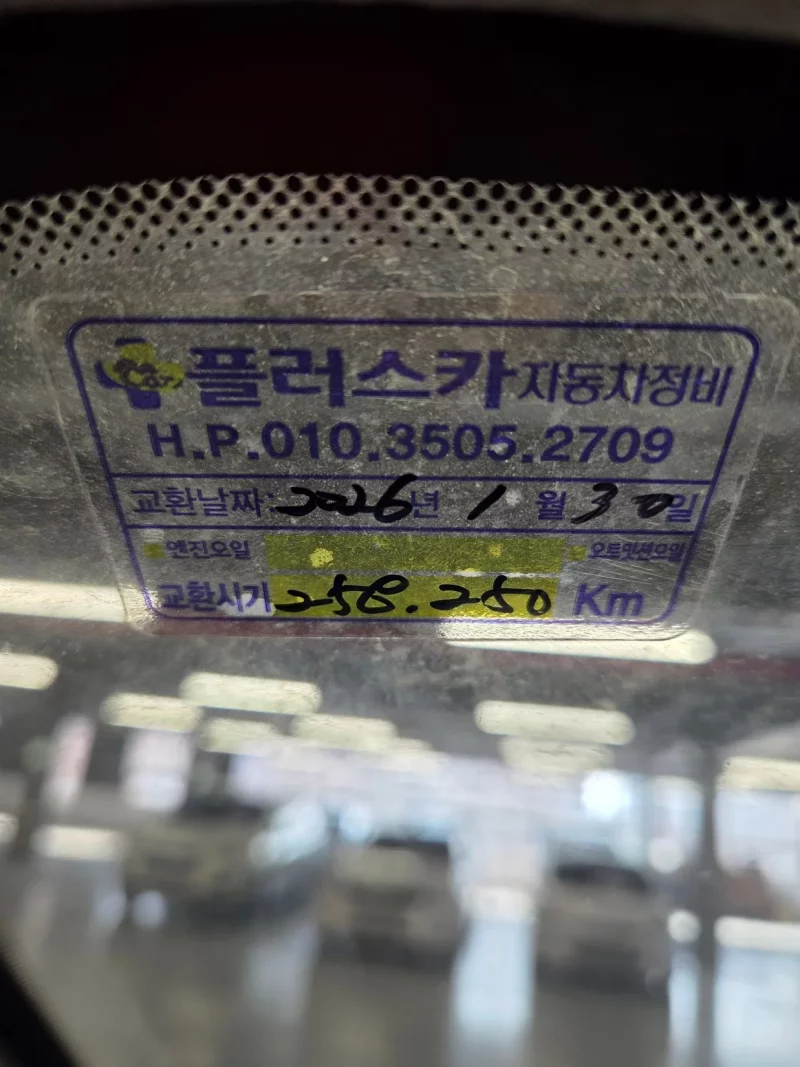 플러스카 자동차정비
H.P.010.3505.2709
교환날짜: 2026년 1월 30일
엔진오일 오토밋션오일
교환시기 258.250 Km